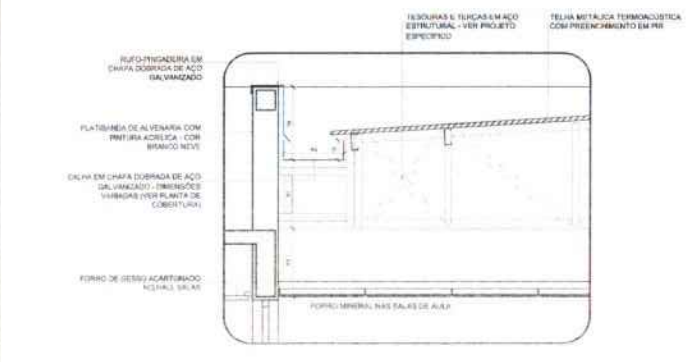 TESOURAS E TERÇAS EM AÇO
ESTRUTURAL - VER PROJETO
ESPECÍFICO
TELHA METÁLICA TERMOACÚSTICA
COM PREENCHIMENTO EM PIR
RUFO-PINGADEIRA EM
CHAPA DOBRADA DE AÇO
GALVANIZADO
PLATIBANDA DE ALVENARIA COM
PINTURA ACRÍLICA - COR
BRANCO NEVE
CALHA EM CHAPA DOBRADA DE AÇO
GALVANIZADO - DIMENSÕES
VARIADAS (VER PLANTA DE
COBERTURA)
FORRO DE GESSO ACARTONADO
SALAS
FORRO MINERAL NAS SALAS DE AULA